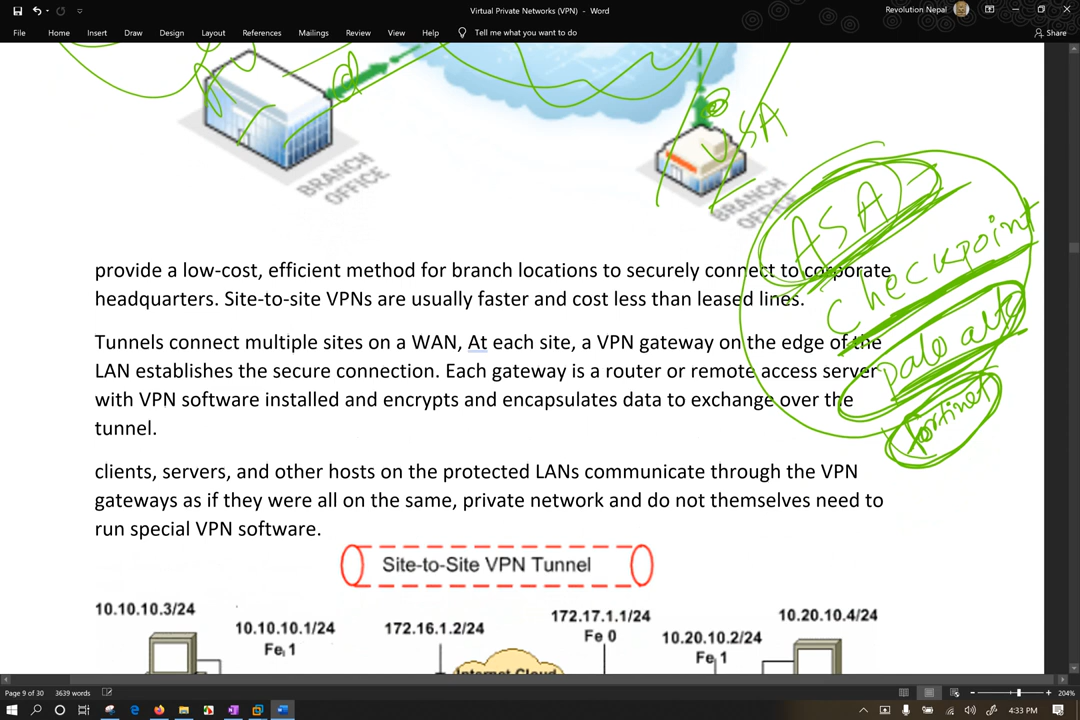 Virtual Private Networks (VPN) - Word
Revolution Nepal
File Home Insert Draw Design Layout References Mailings Review View Help Tell me what you want to do Share
BRANCH OFFICE
USA
BRANCH OFFICE
ASA
Checkpoint
palo alto
fortinet
provide a low-cost, efficient method for branch locations to securely connect to corporate
headquarters. Site-to-site VPNs are usually faster and cost less than leased lines.
Tunnels connect multiple sites on a WAN, At each site, a VPN gateway on the edge of the
LAN establishes the secure connection. Each gateway is a router or remote access server
with VPN software installed and encrypts and encapsulates data to exchange over the
tunnel.
clients, servers, and other hosts on the protected LANs communicate through the VPN
gateways as if they were all on the same, private network and do not themselves need to
run special VPN software.
Site-to-Site VPN Tunnel
10.10.10.3/24
10.10.10.1/24
Fe 1
172.16.1.2/24
172.17.1.1/24
Fe 0
10.20.10.2/24
Fe 1
10.20.10.4/24
Internet Cloud
Page 9 of 30 3639 words 204%
4:33 PM